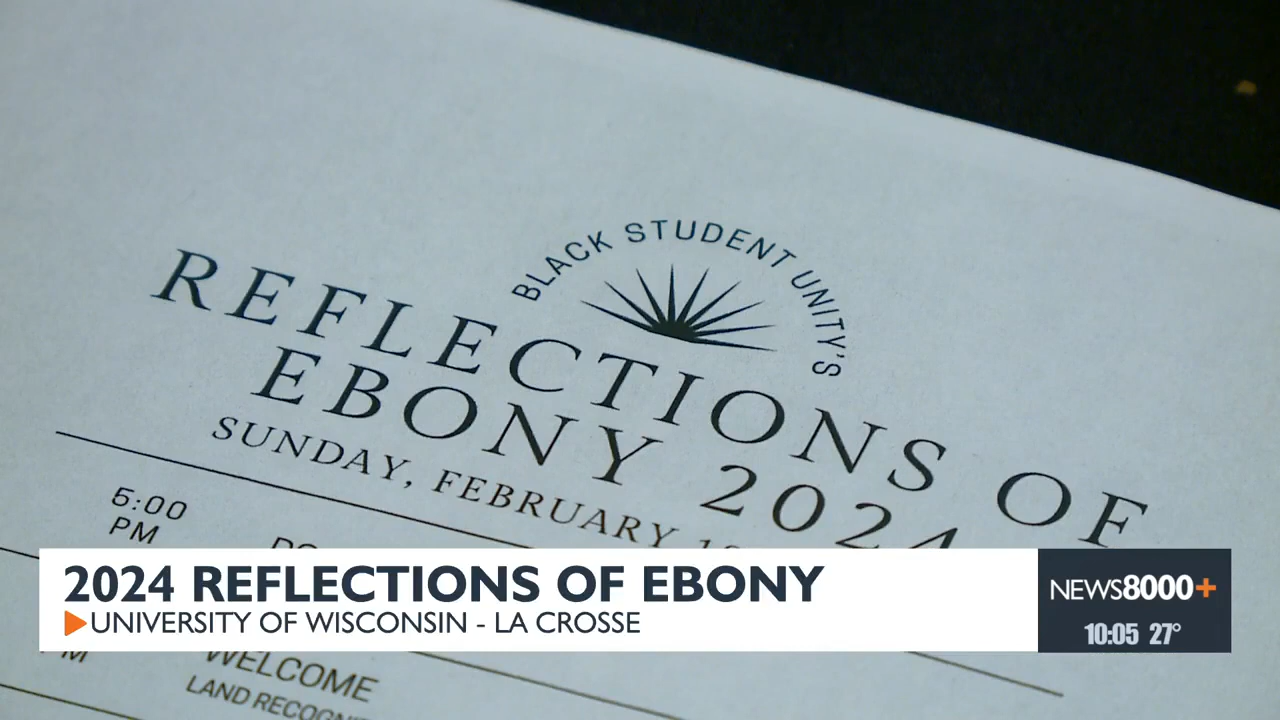 BLACK STUDENT UNITY'S
REFLECTIONS OF
EBONY 2024
SUNDAY, FEBRUARY
5:00
PM
2024 REFLECTIONS OF EBONY
UNIVERSITY OF WISCONSIN - LA CROSSE
NEWS8000+
10:05 27°
WELCOME
LAND